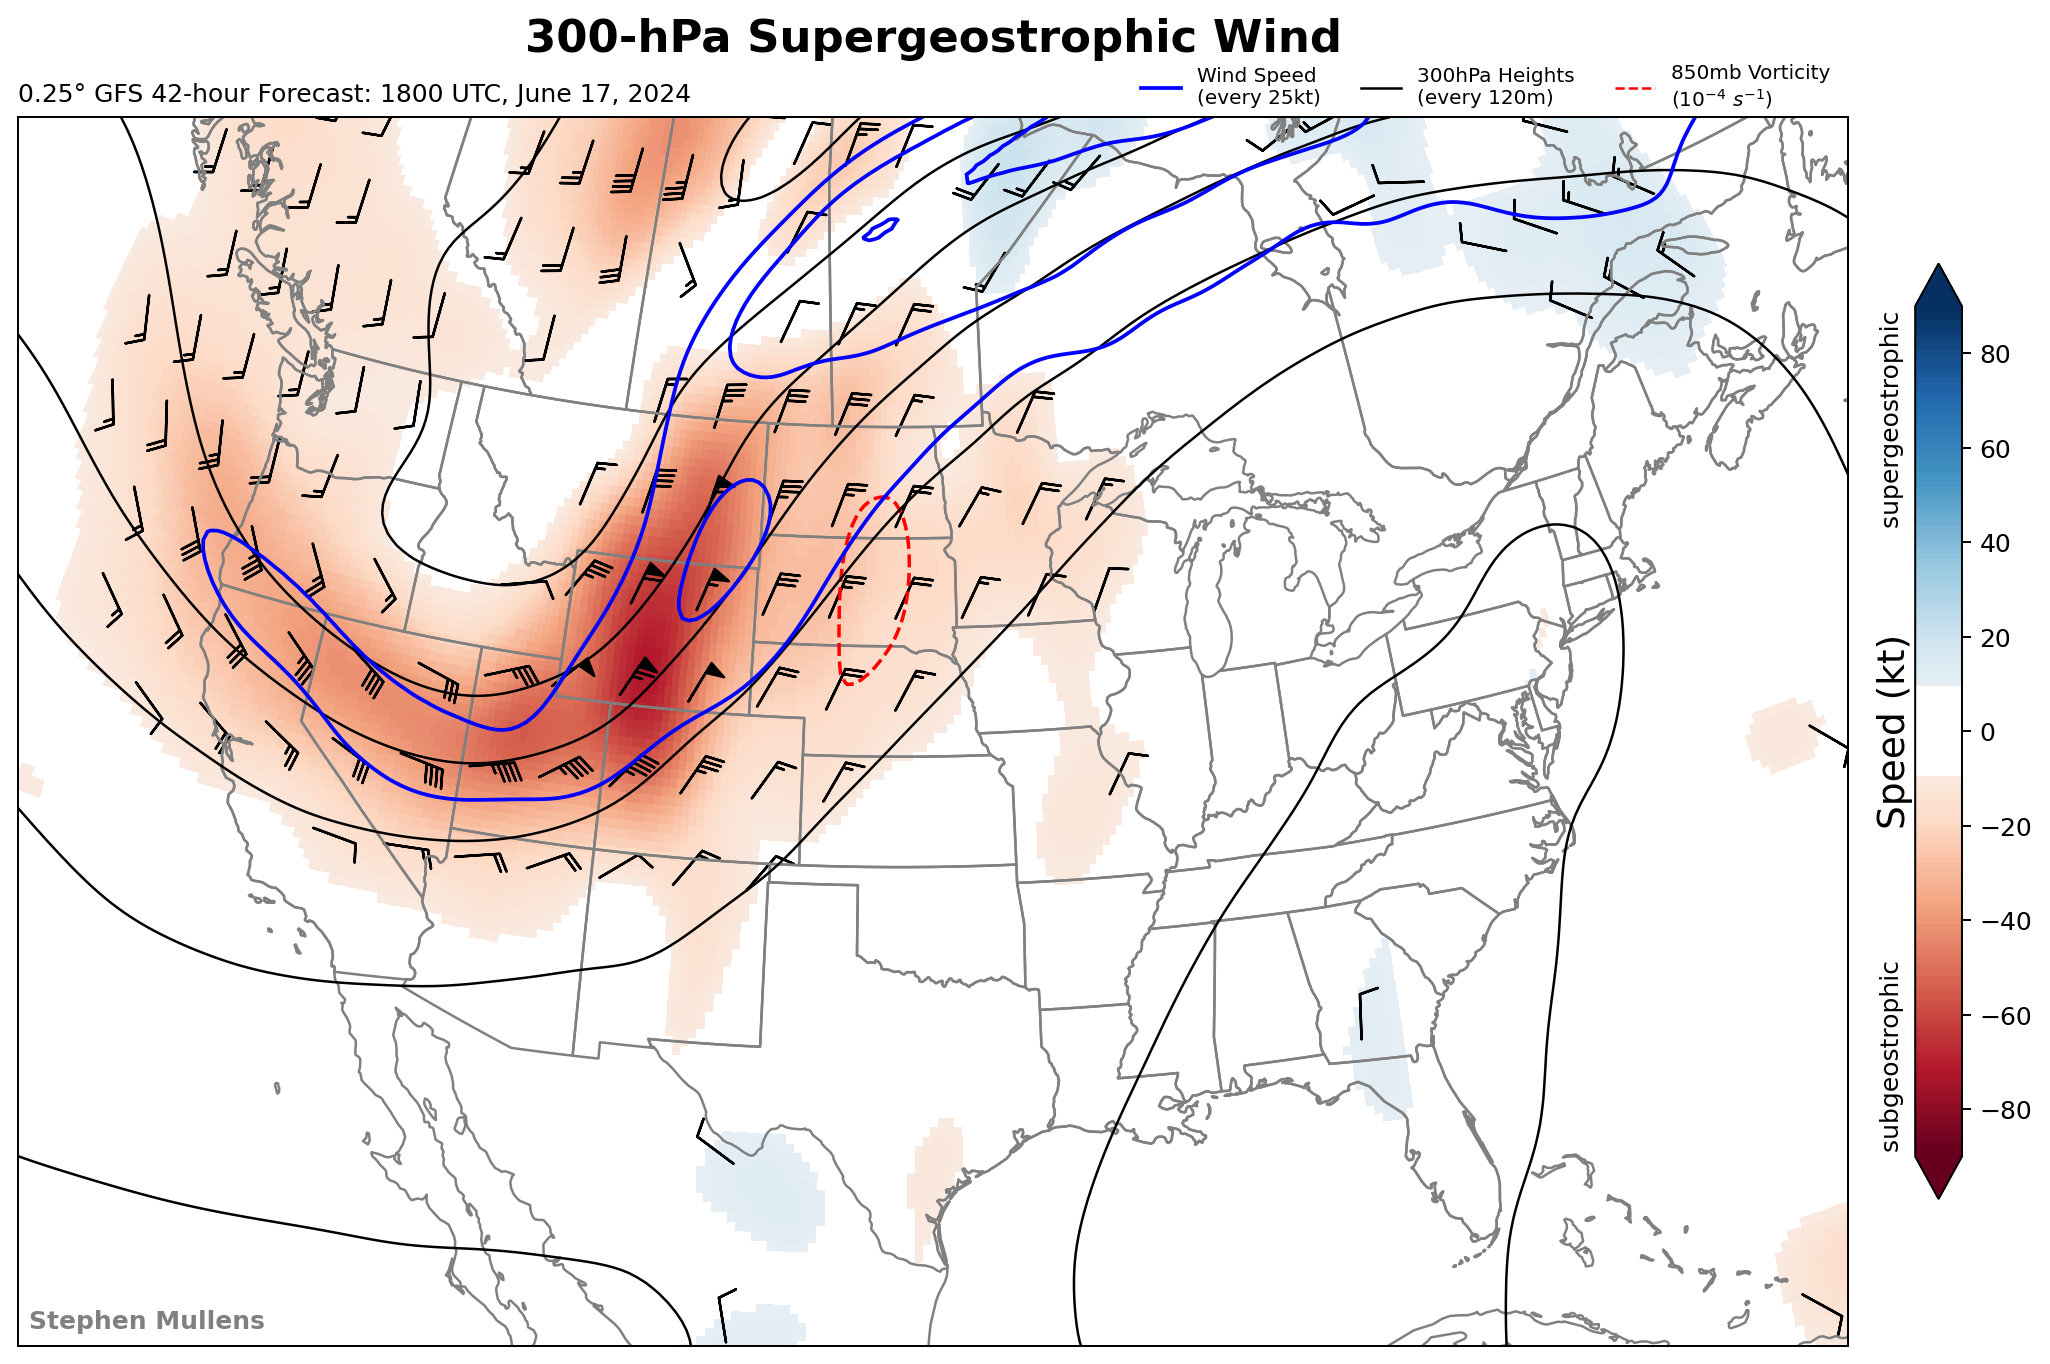 300-hPa Supergeostrophic Wind
0.25° GFS 42-hour Forecast: 1800 UTC, June 17, 2024
Wind Speed
(every 25kt)
300hPa Heights
(every 120m)
850mb Vorticity
(10⁻⁴ s⁻¹)
supergeostrophic
Speed (kt)
subgeostrophic
80
60
40
20
0
−20
−40
−60
−80
Stephen Mullens